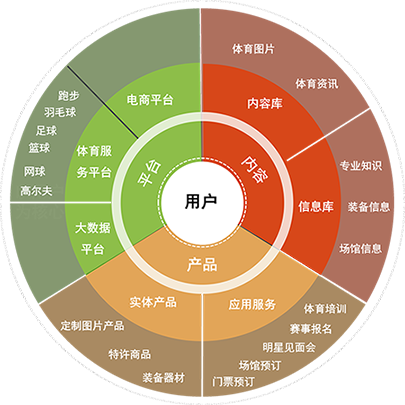 用户
平台
内容
产品
电商平台
体育服
务平台
大数据
平台
内容库
信息库
实体产品
应用服务
跑步
羽毛球
足球
篮球
网球
高尔夫
体育图片
体育资讯
专业知识
装备信息
场馆信息
定制图片产品
特许商品
装备器材
体育培训
赛事报名
明星见面会
场馆预订
门票预订